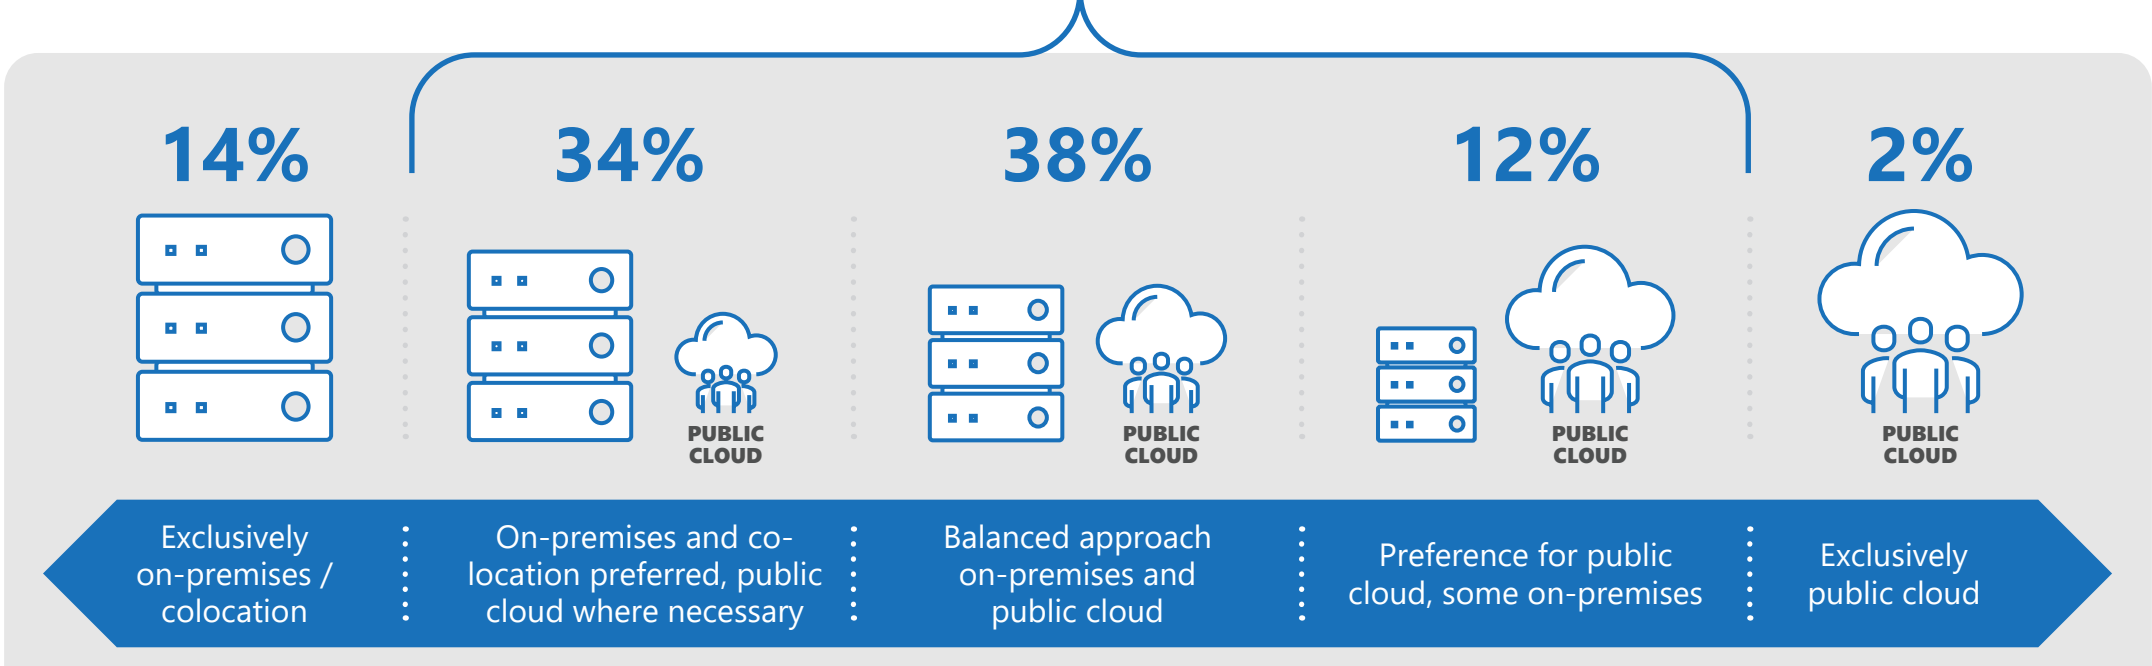 14%
34%
38%
12%
2%
PUBLIC
CLOUD
PUBLIC
CLOUD
PUBLIC
CLOUD
PUBLIC
CLOUD
Exclusively
on-premises /
colocation
On-premises and co-
location preferred, public
cloud where necessary
Balanced approach
on-premises and
public cloud
Preference for public
cloud, some on-premises
Exclusively
public cloud